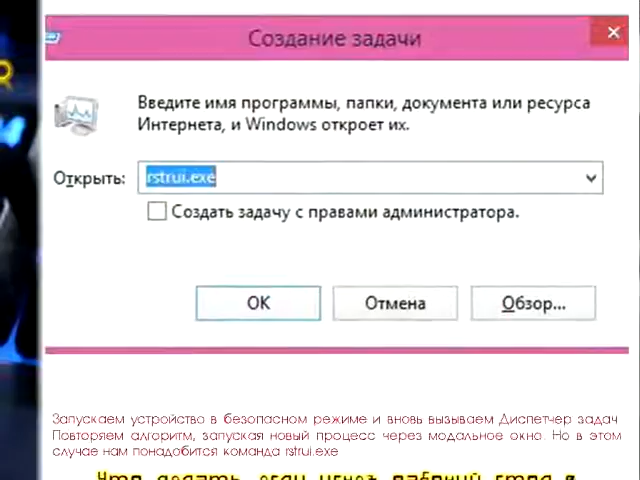 Создание задачи
Введите имя программы, папки, документа или ресурса
Интернета, и Windows откроет их.
Открыть: rstrui.exe
Создать задачу с правами администратора.
ОК Отмена Обзор...
Запускаем устройство в безопасном режиме и вновь вызываем Диспетчер задач
Повторяем алгоритм, запуская новый процесс через модальное окно. Но в этом
случае нам понадобится команда rstrui.exe